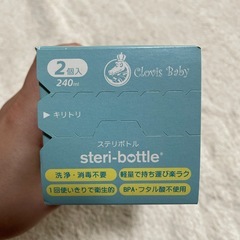 2個入
240ml
Clovis Baby
▶キリトリ
ステリボトル
steri-bottle®
洗浄・消毒不要
軽量で持ち運び楽ラク
1回使いきりで衛生的
BPA・フタル酸不使用